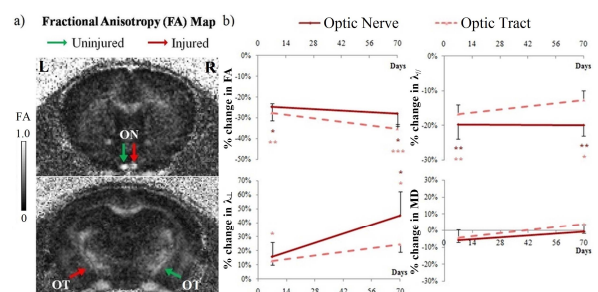 a) Fractional Anisotropy (FA) Map
Uninjured Injured
L R
FA
1.0
0
ON
OT OT
b) Optic Nerve Optic Tract
0 14 28 42 56 70
Days
0%
-10%
-20%
-30%
-40%
-50%
% change in FA
* **
* ***
0 14 28 42 56 70
Days
0%
-10%
-20%
-30%
% change in λ//
** **
** *
70%
60%
50%
40%
30%
20%
10%
0%
% change in λ⊥
*
* *
0 14 28 42 56 70
Days
30%
20%
10%
0%
-10%
-20%
-30%
% change in MD
0 14 28 42 56 70
Days